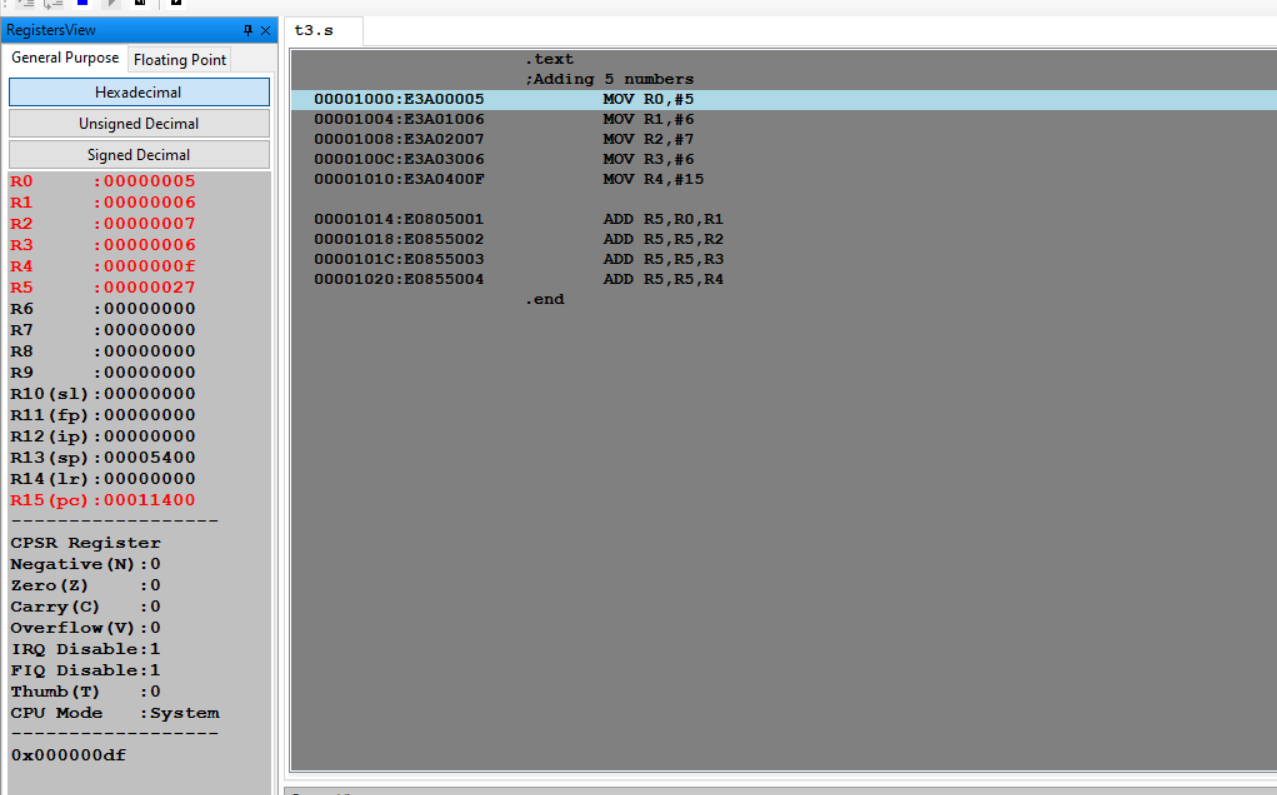 RegistersView
General Purpose Floating Point
Hexadecimal
Unsigned Decimal
Signed Decimal
R0 :00000005
R1 :00000006
R2 :00000007
R3 :00000006
R4 :0000000f
R5 :00000027
R6 :00000000
R7 :00000000
R8 :00000000
R9 :00000000
R10(sl):00000000
R11(fp):00000000
R12(ip):00000000
R13(sp):00005400
R14(lr):00000000
R15(pc):00011400
------------------
CPSR Register
Negative(N):0
Zero(Z) :0
Carry(C) :0
Overflow(V):0
IRQ Disable:1
FIQ Disable:1
Thumb(T) :0
CPU Mode :System
------------------
0x000000df
t3.s
.text
;Adding 5 numbers
00001000:E3A00005 MOV R0,#5
00001004:E3A01006 MOV R1,#6
00001008:E3A02007 MOV R2,#7
0000100C:E3A03006 MOV R3,#6
00001010:E3A0400F MOV R4,#15
00001014:E0805001 ADD R5,R0,R1
00001018:E0855002 ADD R5,R5,R2
0000101C:E0855003 ADD R5,R5,R3
00001020:E0855004 ADD R5,R5,R4
.end